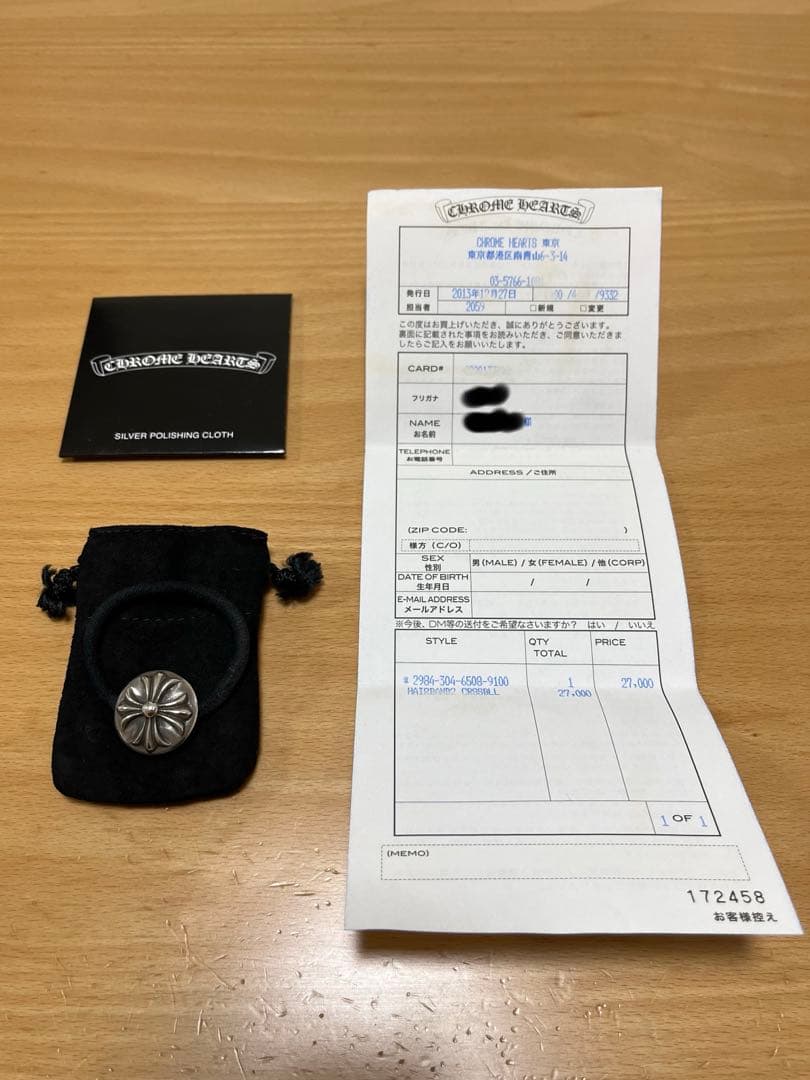 CHROME HEARTS
SILVER POLISHING CLOTH
CHROME HEARTS
CHROME HEARTS 東京
東京都港区南青山6-3-14
03-5766-1
発行日 2013年1 月27日 /9332
担当者 2059 □新規 □変更
この度はお買上げいただき、誠にありがとうございます。
裏面に記載された事項をお読みいただき、ご同意いただきま
したらご記入をお願いいたします。
CARD#
フリガナ
NAME
お名前 様
TELEPHONE
お電話番号
ADDRESS / ご住所
(ZIP CODE: )
様方 (C/O)
SEX
性別
男(MALE) / 女(FEMALE) / 他(CORP)
DATE OF BIRTH
生年月日 / /
E-MAIL ADDRESS
メールアドレス
※今後、DM等の送付をご希望なさいますか? はい / いいえ
STYLE QTY PRICE
TOTAL
* 2984-304-6508-9100 1 27,000
HAIRBAND2 CRSBLL 27,000
1 OF 1
(MEMO)
172458
お客様控え